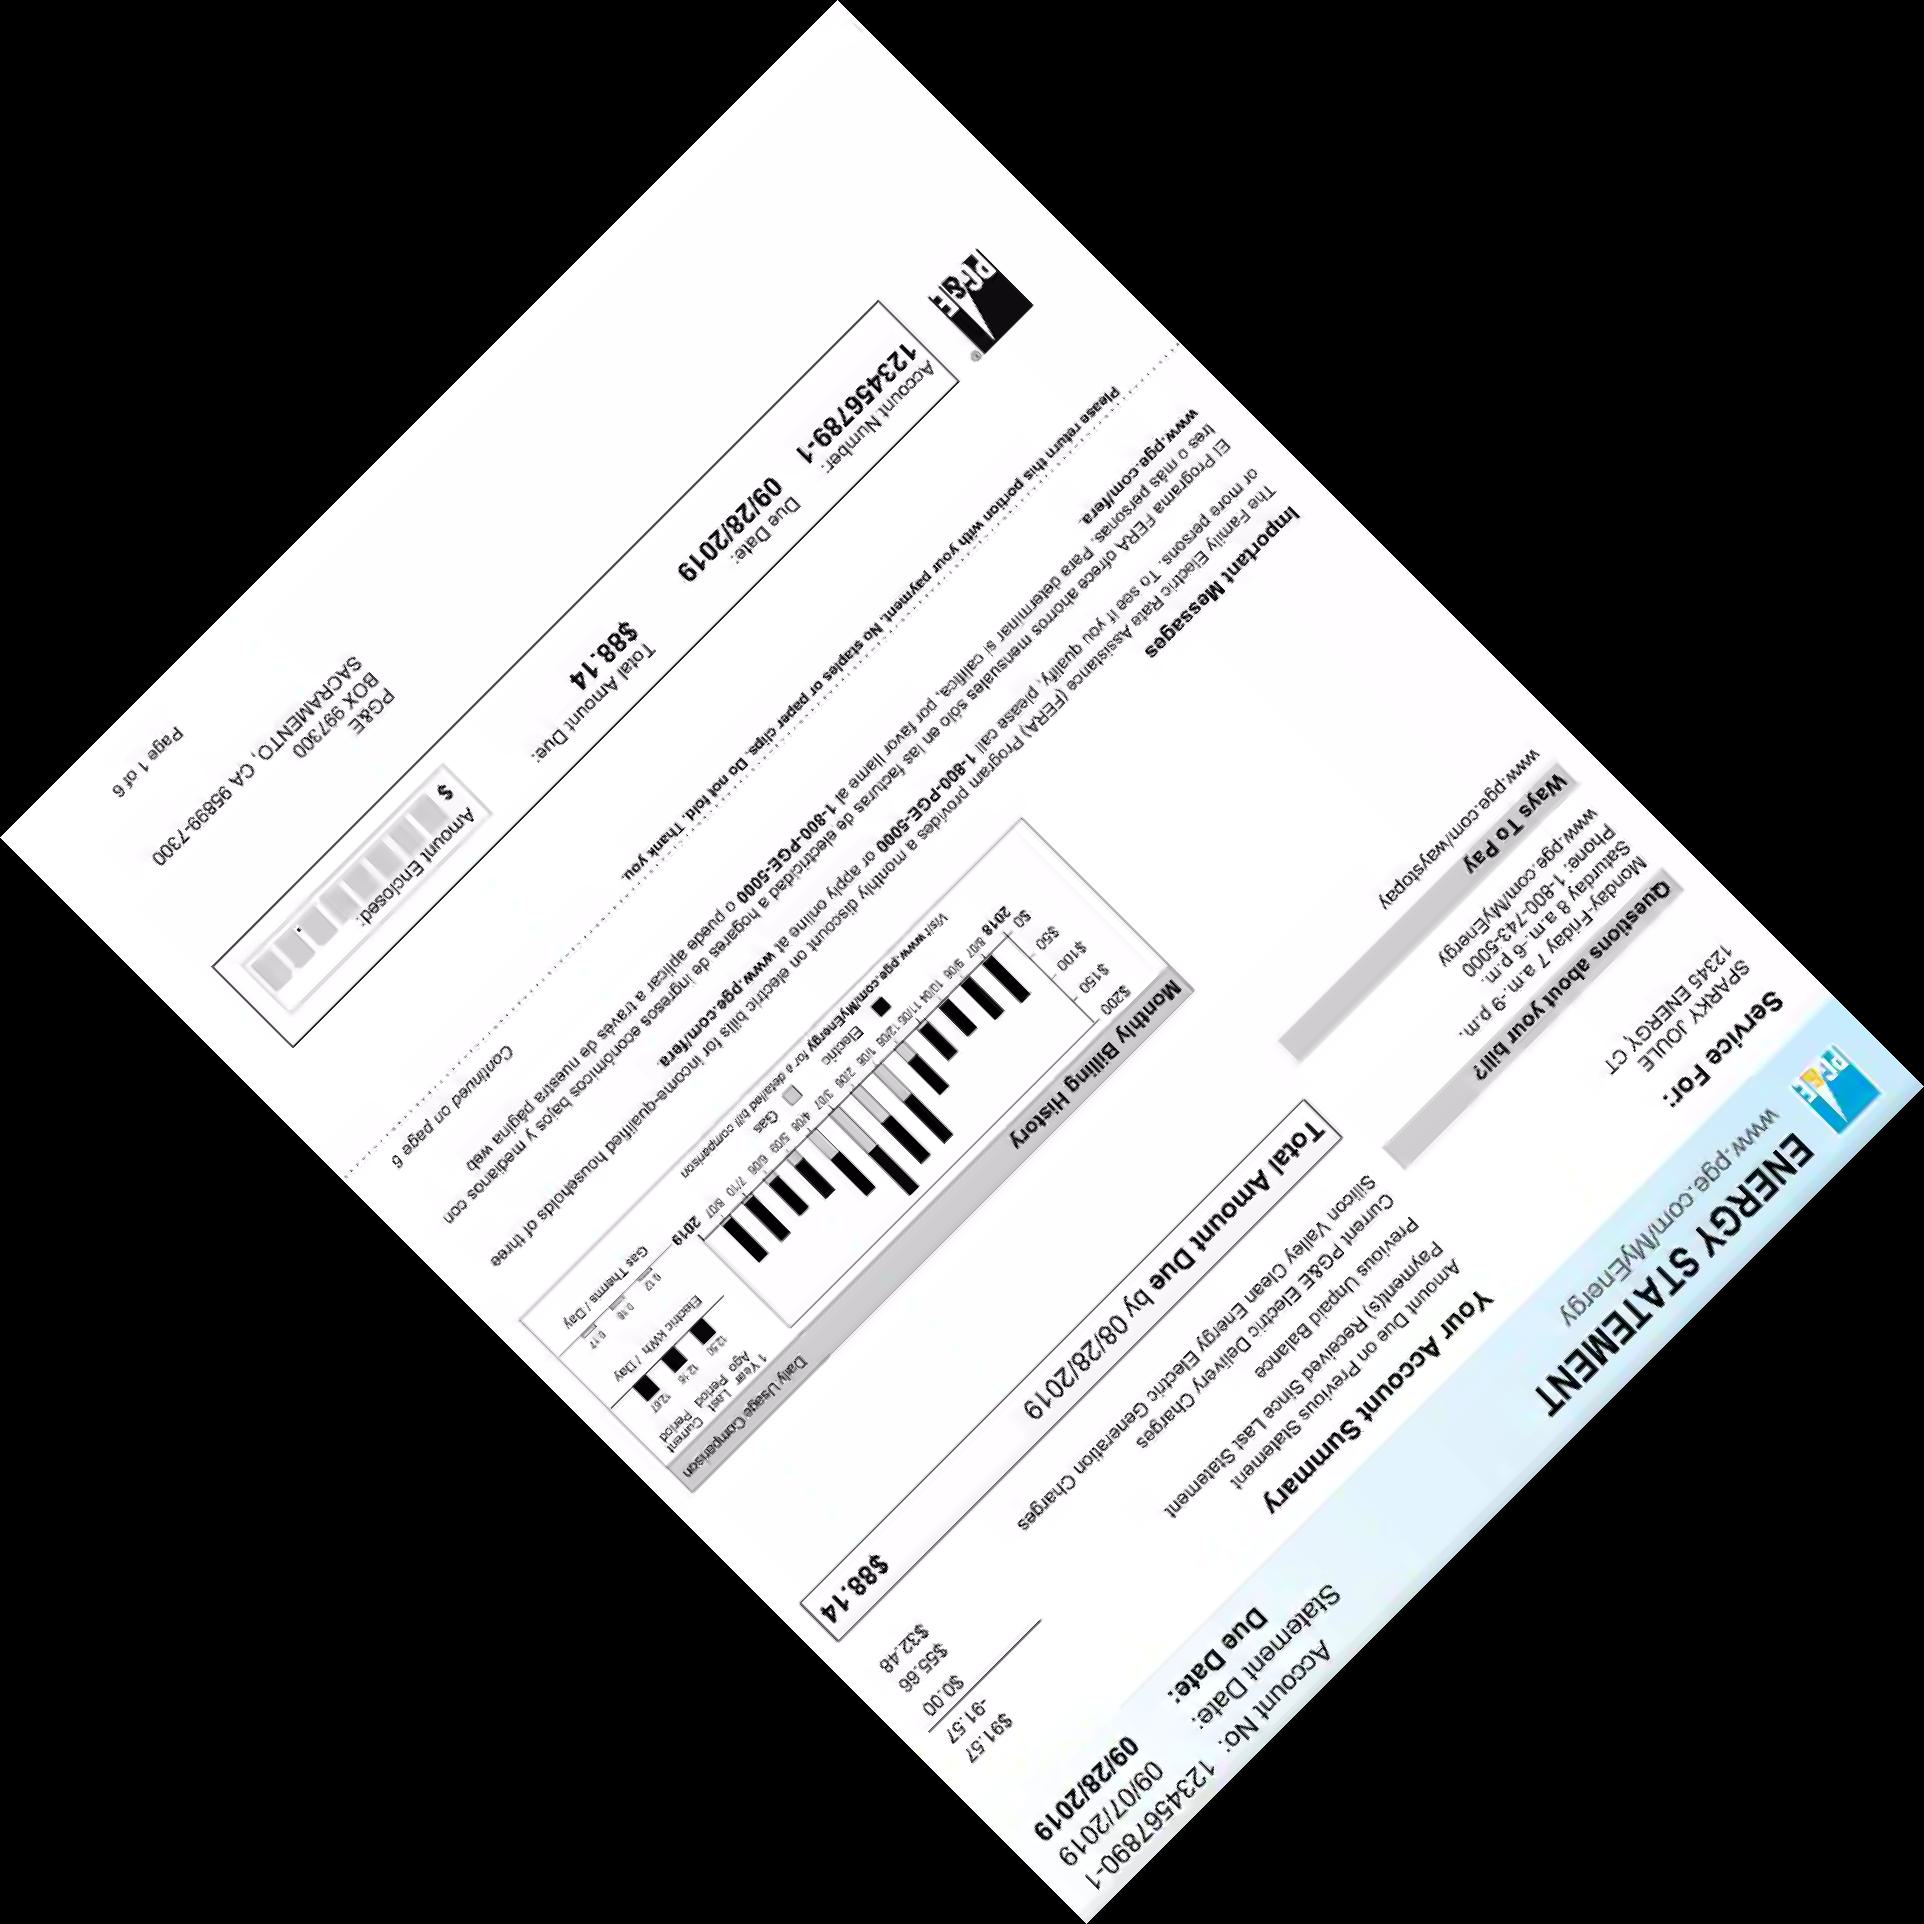 PG&E
ENERGY STATEMENT
www.pge.com/MyEnergy
Account No: 1234567890-1
Statement Date: 09/07/2019
Due Date: 09/28/2019
Service For:
SPARKY JOULE
12345 ENERGY CT
Questions about your bill?
Monday-Friday 7 a.m.-9 p.m.
Saturday 8 a.m.-6 p.m.
Phone: 1-800-743-5000
www.pge.com/MyEnergy
Ways To Pay
www.pge.com/waystopay
Your Account Summary
Amount Due on Previous Statement $91.57
Payment(s) Received Since Last Statement -91.57
Previous Unpaid Balance $0.00
Current PG&E Electric Delivery Charges $55.66
Silicon Valley Clean Energy Electric Generation Charges $32.48
Total Amount Due by 08/28/2019 $88.14
Monthly Billing History
Daily Usage Comparison
$200
$150
$100
$50
$0
8/07 9/06 10/04 11/06 12/06 1/06 2/06 3/07 4/08 5/09 6/06 7/10 8/07
2018
2019
Electric
Gas
Visit www.pge.com/MyEnergy for a detailed bill comparison
1 Year Ago
Last Period
Current Period
12.50 12.15 12.67
Electric kWh / Day
0.12 0.16 0.17
Gas Therms / Day
Important Messages
The Family Electric Rate Assistance (FERA) Program provides a monthly discount on electric bills for income-qualified households of three
or more persons. To see if you qualify, please call 1-800-PGE-5000 or apply online at www.pge.com/fera
El Programa FERA ofrece ahorros mensuales sólo en las facturas de electricidad a hogares de ingresos económicos bajos y medianos con
tres o más personas. Para determinar si califica, por favor llame al 1-800-PGE-5000 o puede aplicar a través de nuestra página web
www.pge.com/fera.
Continued on page 6
Please return this portion with your payment. No staples or paper clips. Do not fold. Thank you.
PG&E
®
Account Number:
123456789-1
Due Date:
09/28/2019
Total Amount Due:
$88.14
Amount Enclosed:
$ .
PG&E
BOX 997300
SACRAMENTO, CA 95899-7300
Page 1 of 6